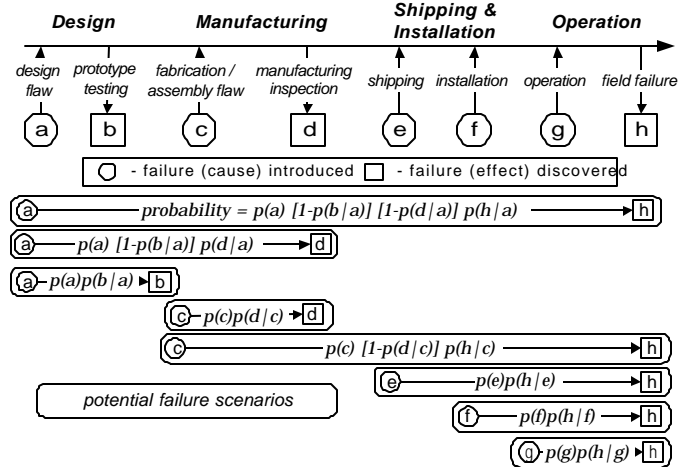 Design Manufacturing Shipping & Installation Operation
design flaw prototype testing fabrication / assembly flaw manufacturing inspection shipping installation operation field failure
a b c d e f g h
- failure (cause) introduced - failure (effect) discovered
a probability = p(a) [1-p(b|a)] [1-p(d|a)] p(h|a) h
a p(a) [1-p(b|a)] p(d|a) d
a p(a)p(b|a) b
c p(c)p(d|c) d
c p(c) [1-p(d|c)] p(h|c) h
e p(e)p(h|e) h
potential failure scenarios
f p(f)p(h|f) h
g p(g)p(h|g) h